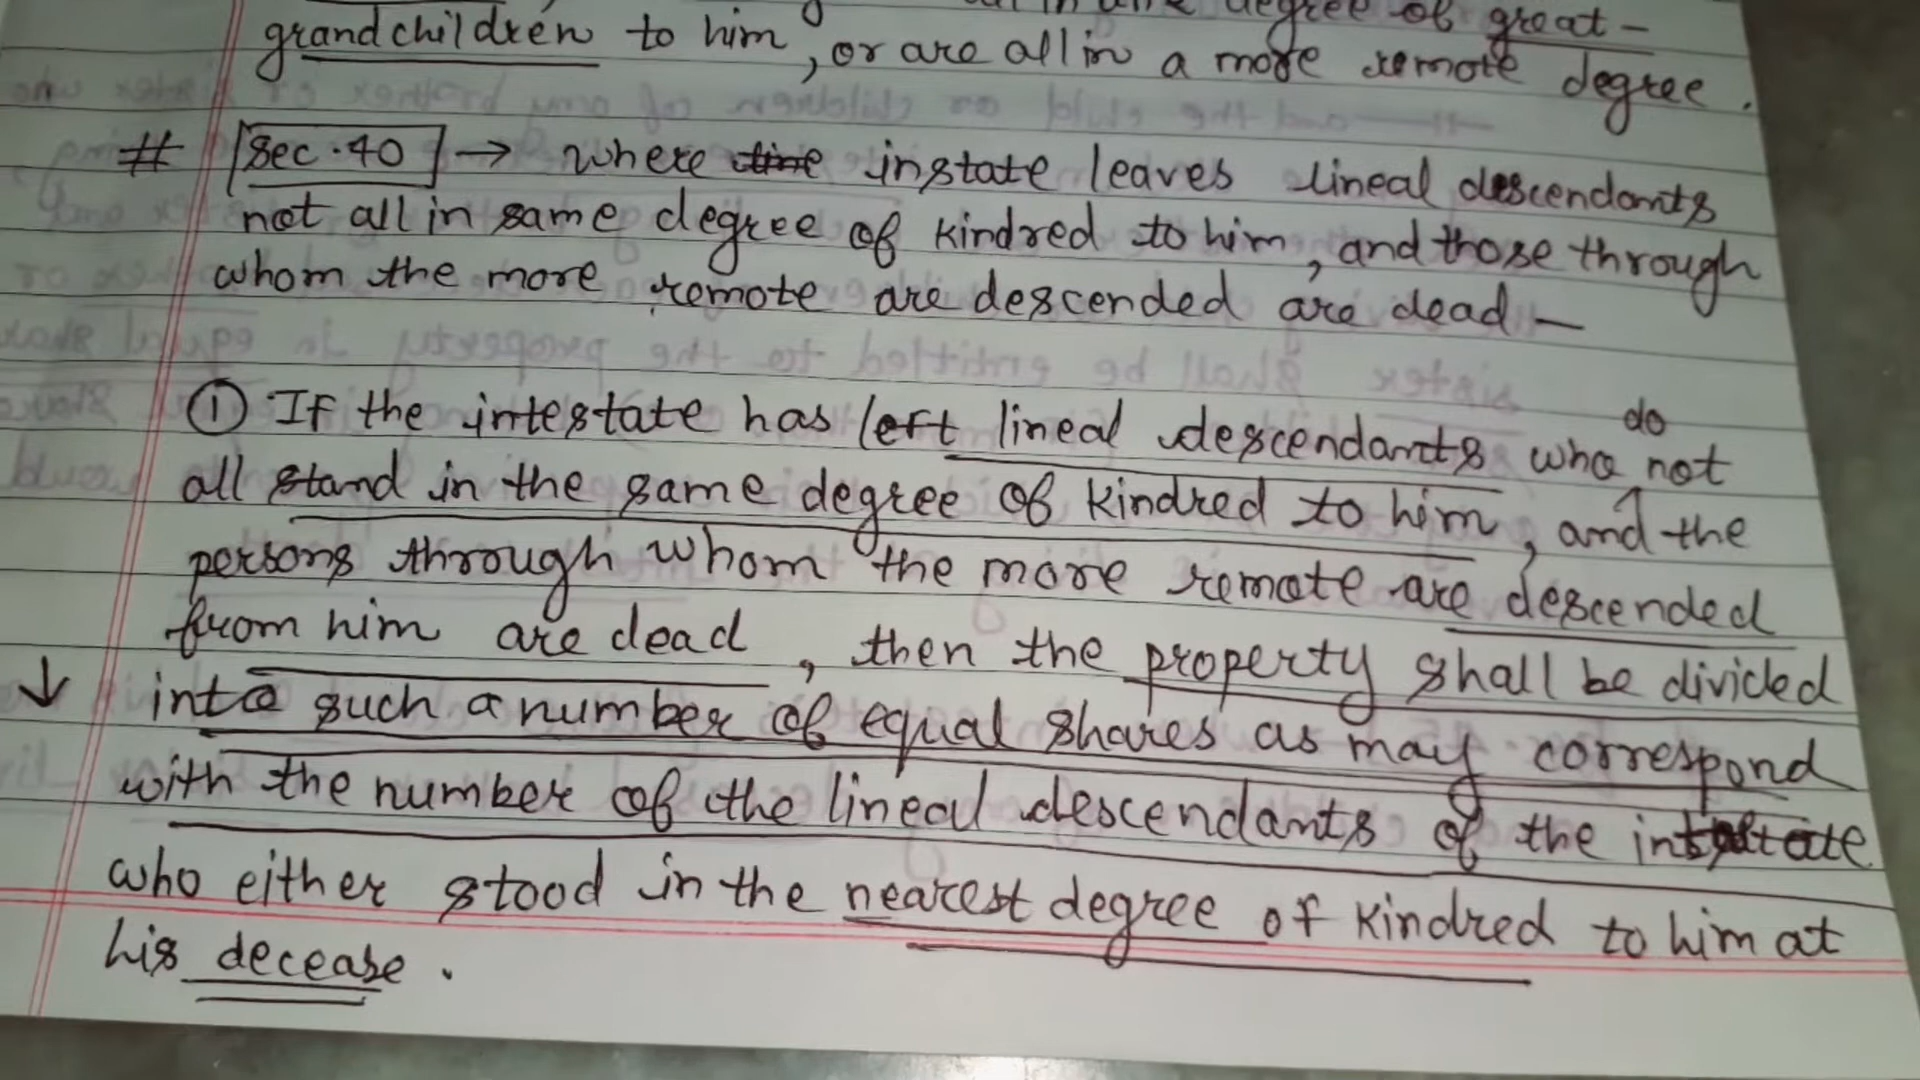 degree of great-
grandchildren to him, or are all in a more remote degree.
# Sec.40 → where instate leaves lineal descendants
not all in same degree of kindred to him, and those through
whom the more remote are descended are dead —
① If the intestate has left lineal descendants who do not
all stand in the same degree of kindred to him, and the
persons through whom the more remote are descended
from him are dead, then the property shall be divided
↓ into such a number of equal shares as may correspond
with the number of the lineal descendants of the intestate
who either stood in the nearest degree of kindred to him at
his decease.